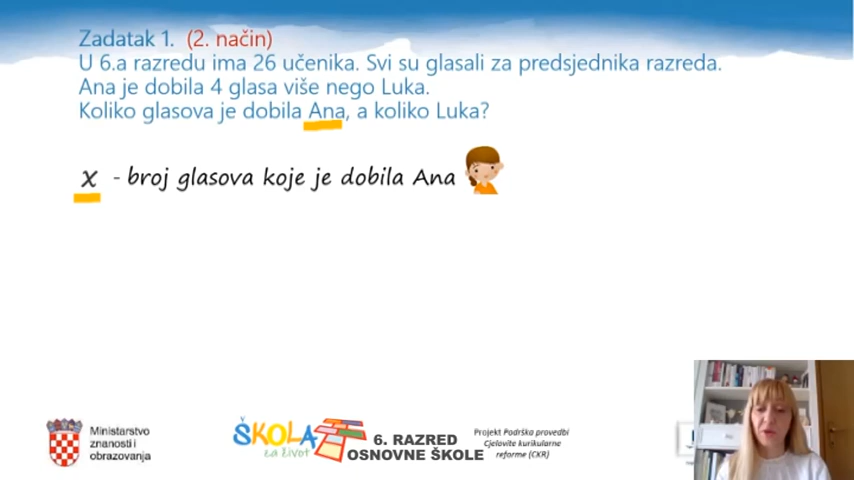 Zadatak 1. (2. način)
U 6.a razredu ima 26 učenika. Svi su glasali za predsjednika razreda.
Ana je dobila 4 glasa više nego Luka.
Koliko glasova je dobila Ana, a koliko Luka?
x - broj glasova koje je dobila Ana
Ministarstvo
znanosti i
obrazovanja
ŠKOLA
za život
6. RAZRED
OSNOVNE ŠKOLE
Projekt Podrška provedbi
Cjelovite kurikularne
reforme (CKR)